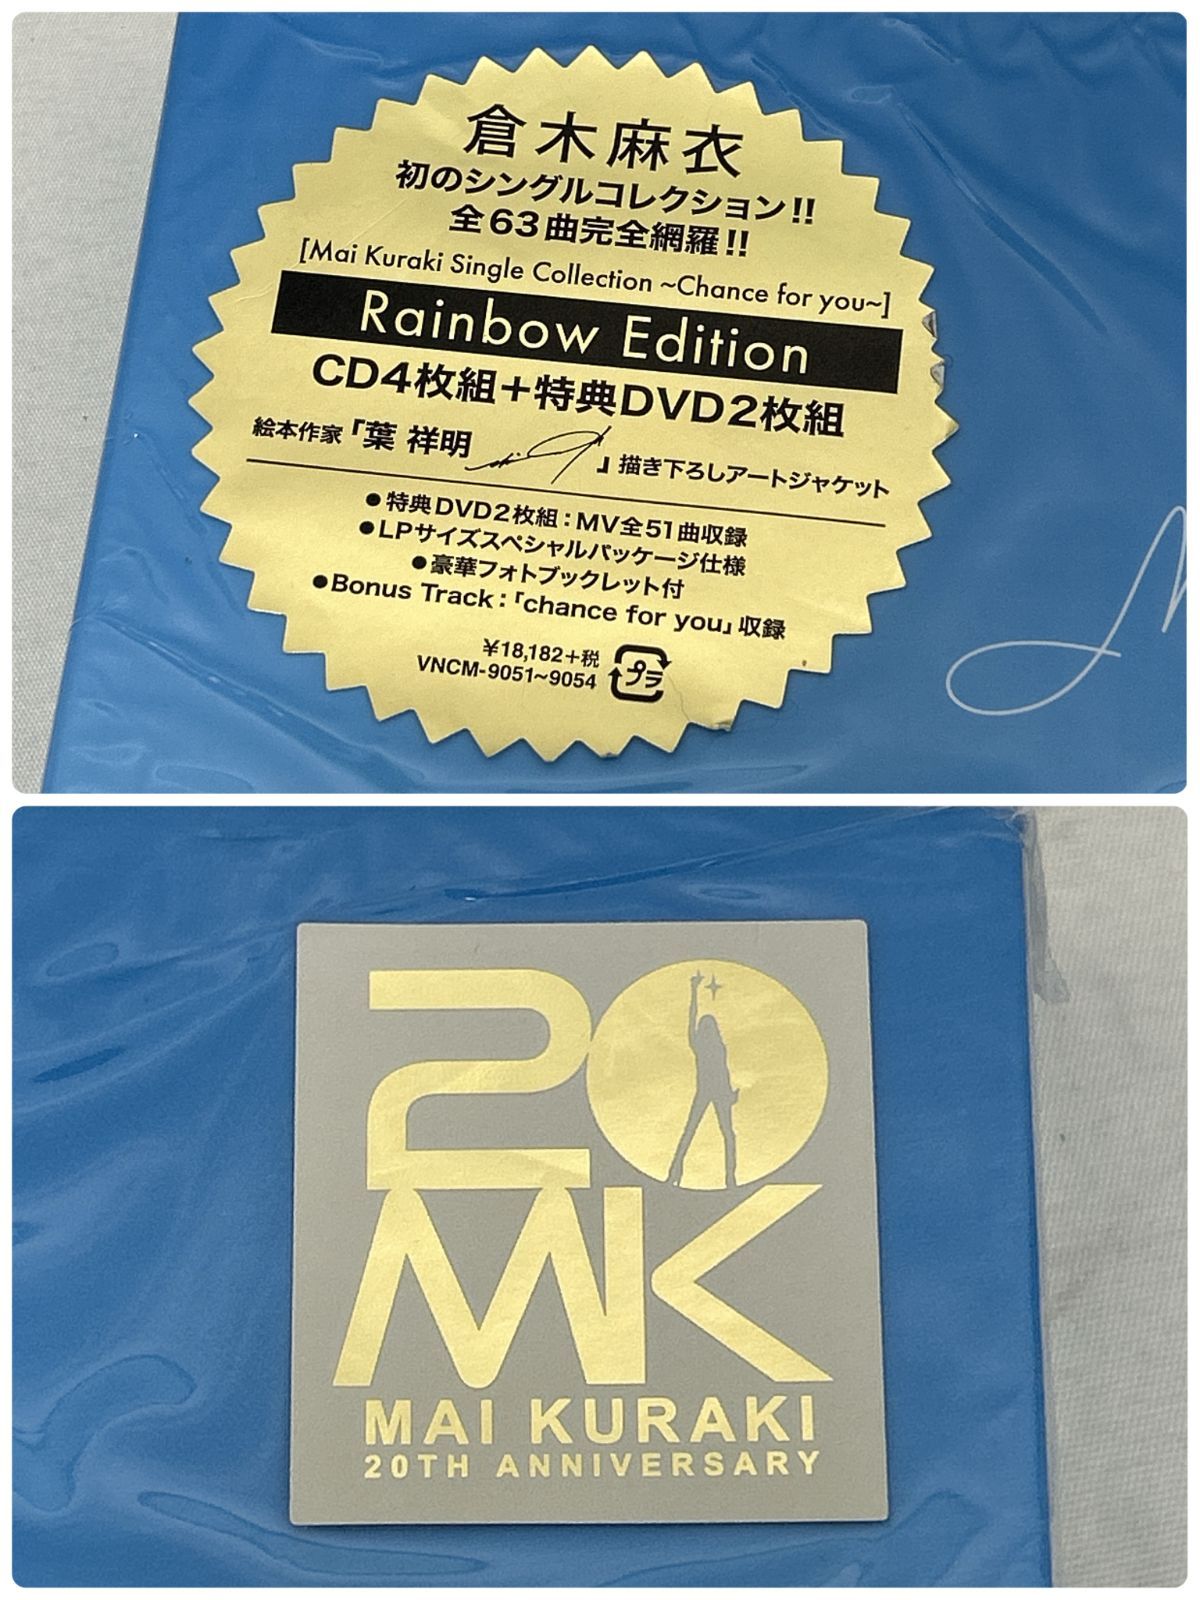 倉木麻衣
初のシングルコレクション!!
全63曲完全網羅!!
[Mai Kuraki Single Collection ~Chance for you~]
Rainbow Edition
CD4枚組+特典DVD2枚組
絵本作家「葉 祥明 」描き下ろしアートジャケット
●特典DVD2枚組：MV全51曲収録
●LPサイズスペシャルパッケージ仕様
●豪華フォトブックレット付
●Bonus Track：「chance for you」収録
¥18,182+税
VNCM-9051~9054
プラ
20
MK
MAI KURAKI
20TH ANNIVERSARY